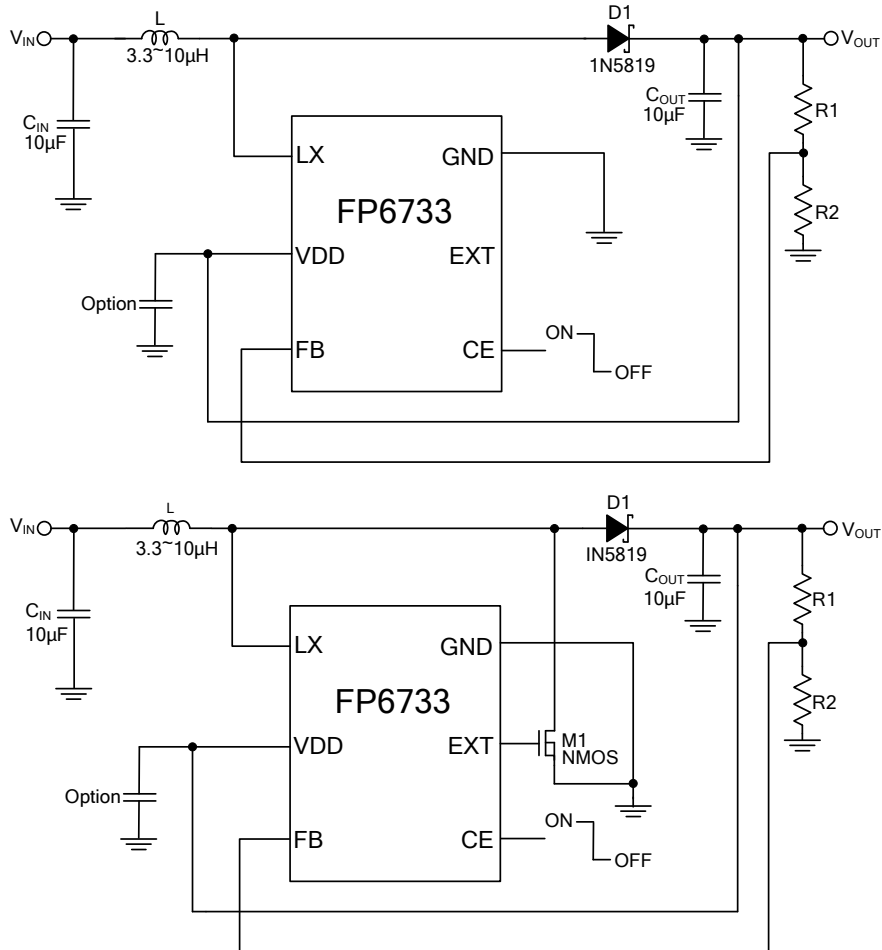 L
D1
VIN
VOUT
3.3~10μH
1N5819
COUT
10μF
R1
CIN
10μF
LX
GND
FP6733
R2
VDD
EXT
Option
ON
FB
CE
OFF
D1
L
VIN
VOUT
3.3~10μH
IN5819
COUT
10μF
R1
CIN
10μF
LX
GND
FP6733
R2
VDD
EXT
M1
NMOS
Option
ON
FB
CE
OFF